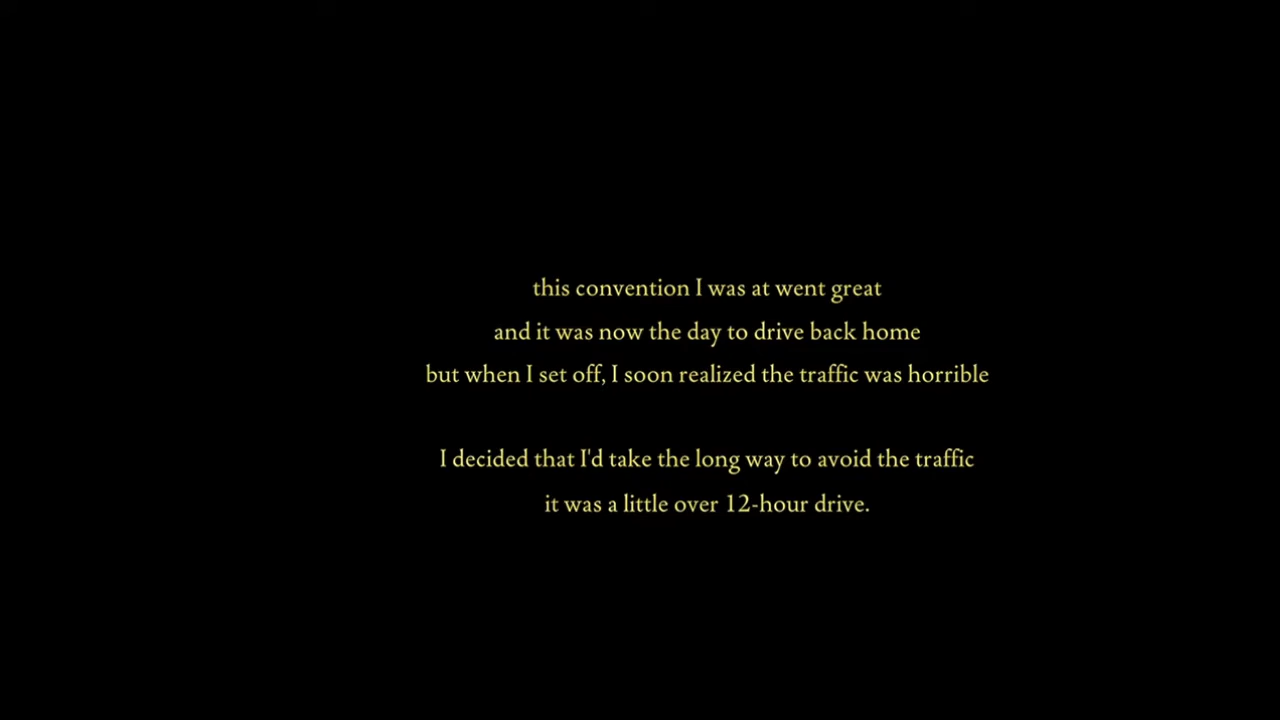 this convention I was at went great
and it was now the day to drive back home
but when I set off, I soon realized the traffic was horrible
I decided that I'd take the long way to avoid the traffic
it was a little over 12-hour drive.